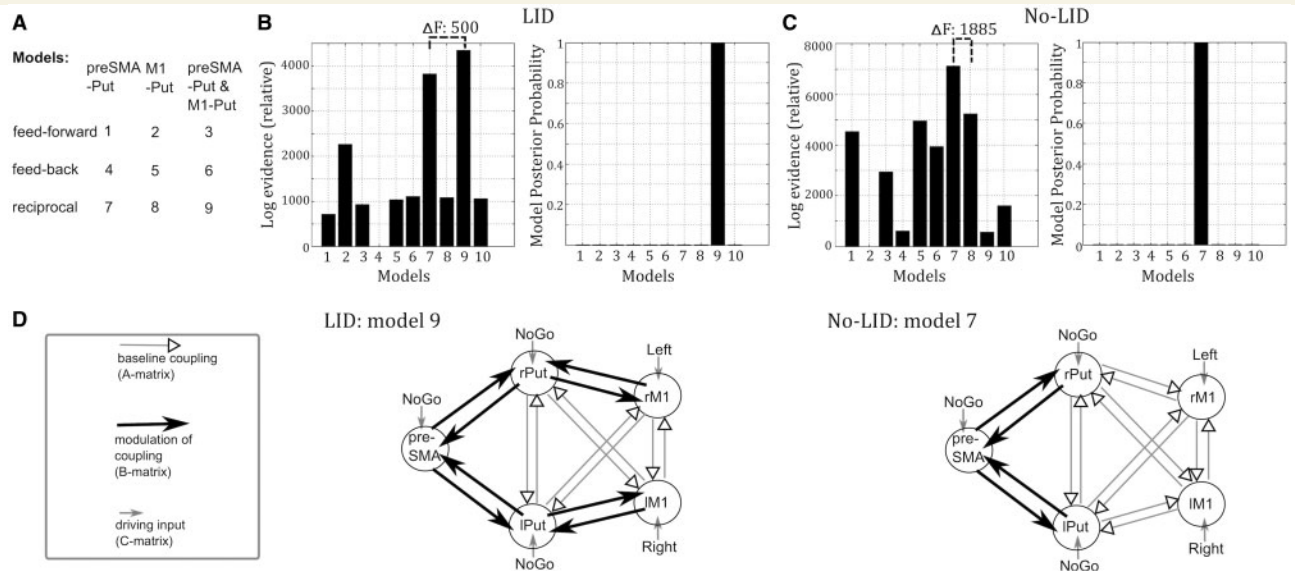 A
Models:
preSMA -Put
M1 -Put
preSMA -Put & M1-Put
feed-forward 1 2 3
feed-back 4 5 6
reciprocal 7 8 9
B
LID
ΔF: 500
Log evidence (relative)
4000
3000
2000
1000
0
1 2 3 4 5 6 7 8 9 10
Models
Model Posterior Probability
1
0.8
0.6
0.4
0.2
1 2 3 4 5 6 7 8 9 10
Models
C
No-LID
ΔF: 1885
Log evidence (relative)
8000
6000
4000
2000
0
1 2 3 4 5 6 7 8 9 10
Models
Model Posterior Probability
1
0.8
0.6
0.4
0.2
1 2 3 4 5 6 7 8 9 10
Models
D
baseline coupling
(A-matrix)
modulation of
coupling
(B-matrix)
driving input
(C-matrix)
LID: model 9
NoGo
rPut
Left
rM1
NoGo
pre-
SMA
lPut
NoGo
lM1
Right
No-LID: model 7
NoGo
rPut
Left
rM1
NoGo
pre-
SMA
lPut
NoGo
lM1
Right